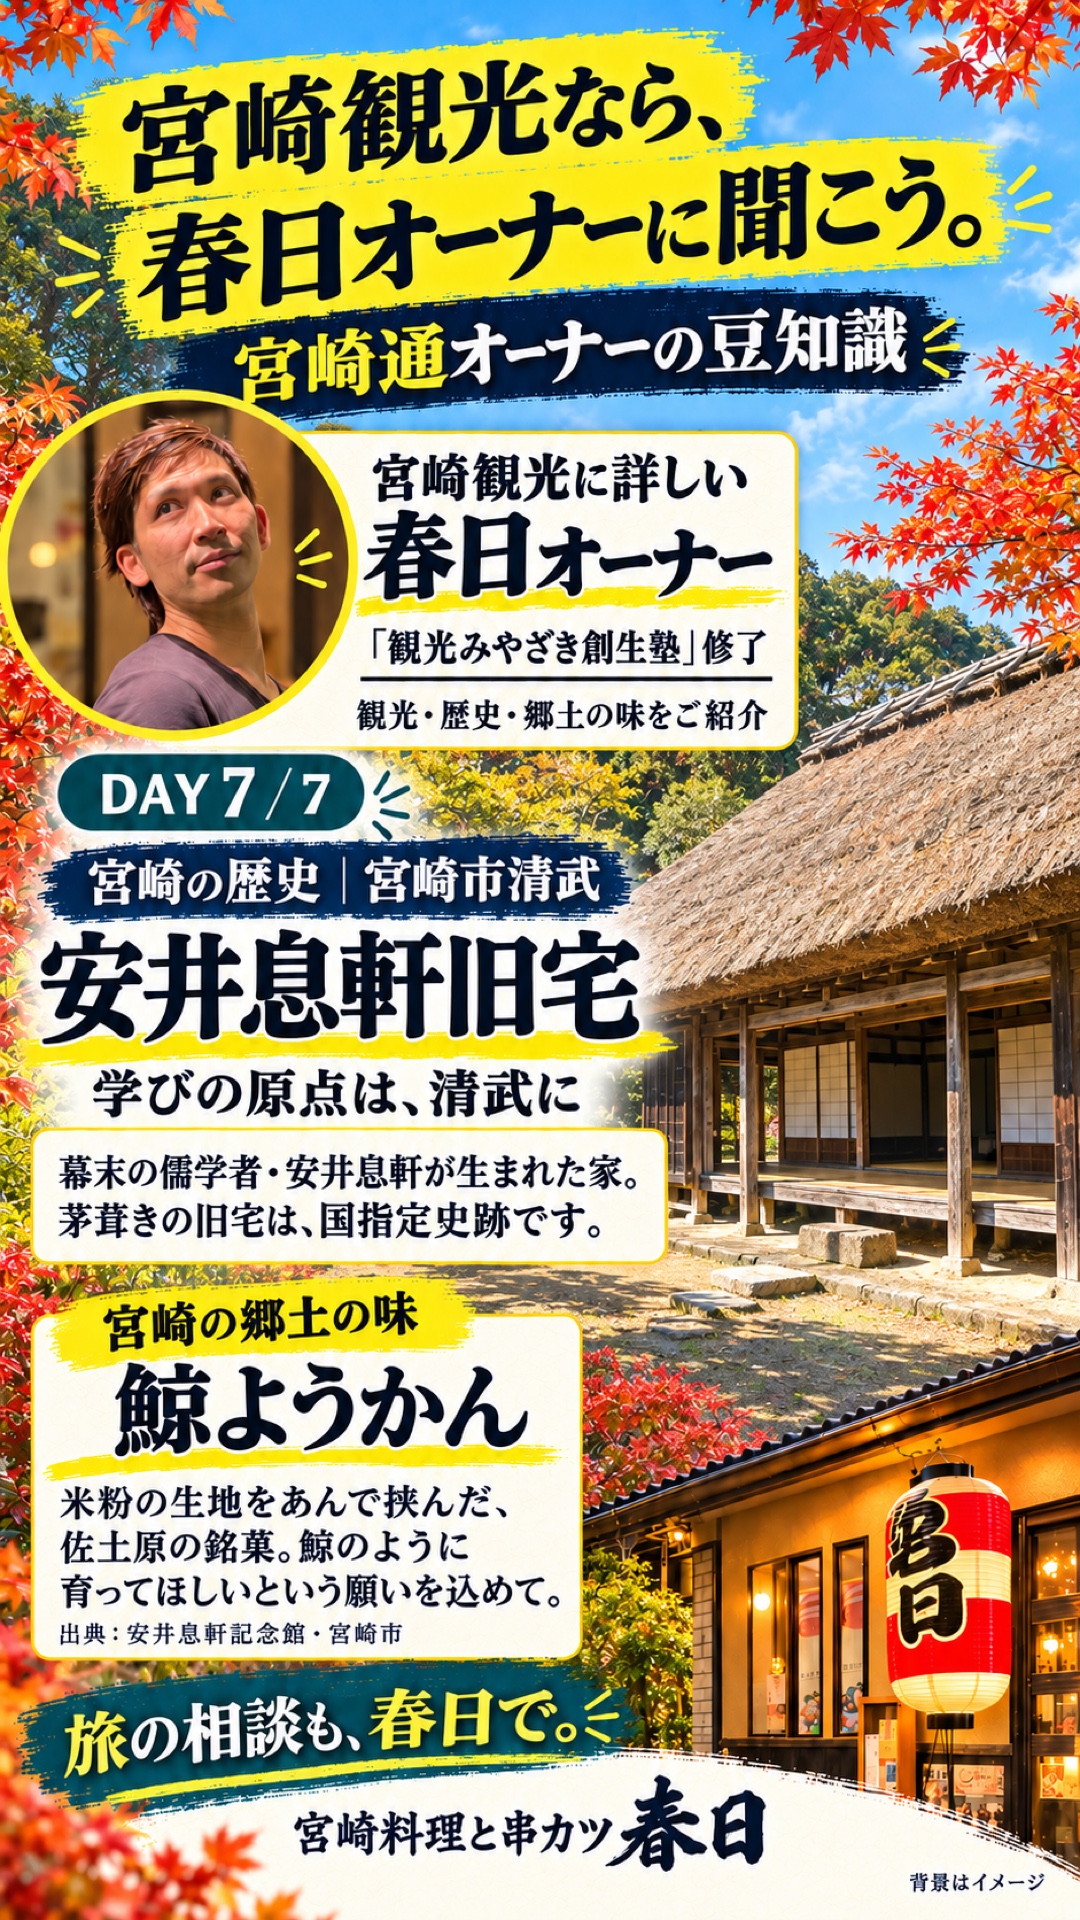 宮崎観光なら、
春日オーナーに聞こう。
宮崎通オーナーの豆知識
宮崎観光に詳しい
春日オーナー
「観光みやざき創生塾」修了
観光・歴史・郷土の味をご紹介
DAY 7/7
宮崎の歴史｜宮崎市清武
安井息軒旧宅
学びの原点は、清武に
幕末の儒学者・安井息軒が生まれた家。
茅葺きの旧宅は、国指定史跡です。
宮崎の郷土の味
鯨ようかん
米粉の生地をあんで挟んだ、
佐土原の銘菓。鯨のように
育ってほしいという願いを込めて。
出典：安井息軒記念館・宮崎市
旅の相談も、春日で。
宮崎料理と串カツ 春日
背景はイメージ